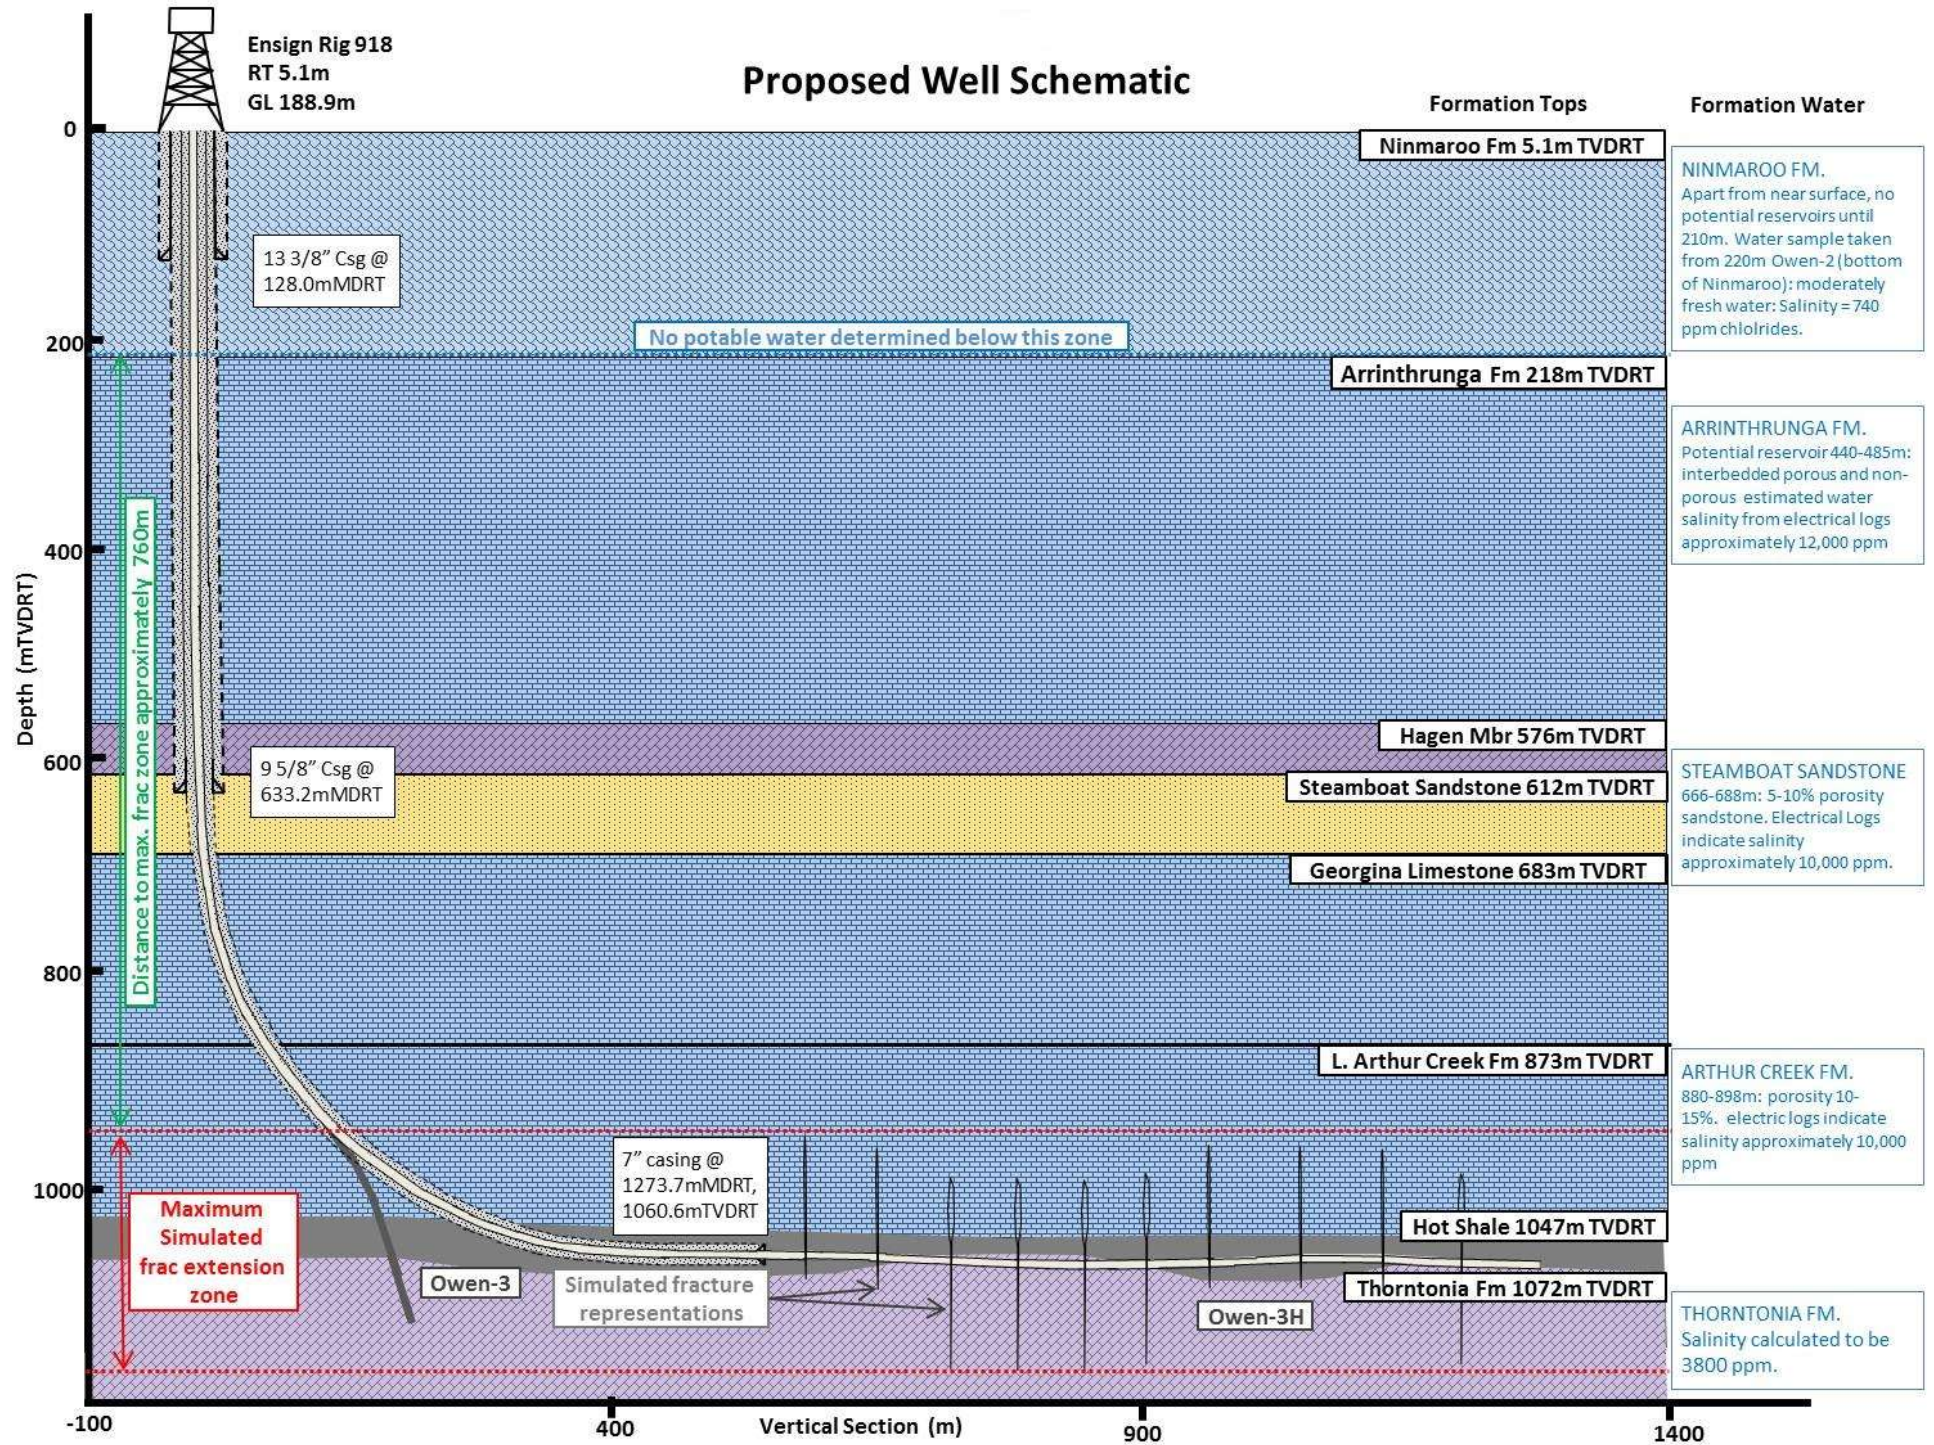 Ensign Rig 918
RT 5.1m
GL 188.9m
Proposed Well Schematic
Formation Tops
Formation Water
0
200
400
600
800
1000
Depth (mTVDRT)
Ninmaroo Fm 5.1m TVDRT
NINMAROO FM.
Apart from near surface, no
potential reservoirs until
210m. Water sample taken
from 220m Owen-2 (bottom
of Ninmaroo): moderately
fresh water: Salinity = 740
ppm chlolrides.
13 3/8" Csg @
128.0mMDRT
No potable water determined below this zone
Arrinthrunga Fm 218m TVDRT
ARRINTHRUNGA FM.
Potential reservoir 440-485m:
interbedded porous and non-
porous estimated water
salinity from electrical logs
approximately 12,000 ppm
Distance to max. frac zone approximately 760m
Hagen Mbr 576m TVDRT
9 5/8" Csg @
633.2mMDRT
Steamboat Sandstone 612m TVDRT
STEAMBOAT SANDSTONE
666-688m: 5-10% porosity
sandstone. Electrical Logs
indicate salinity
approximately 10,000 ppm.
Georgina Limestone 683m TVDRT
L. Arthur Creek Fm 873m TVDRT
ARTHUR CREEK FM.
880-898m: porosity 10-
15%. electric logs indicate
salinity approximately 10,000
ppm
7" casing @
1273.7mMDRT,
1060.6mTVDRT
Maximum
Simulated
frac extension
zone
Hot Shale 1047m TVDRT
Owen-3
Simulated fracture
representations
Owen-3H
Thorntonia Fm 1072m TVDRT
THORNTONIA FM.
Salinity calculated to be
3800 ppm.
-100
400
Vertical Section (m)
900
1400